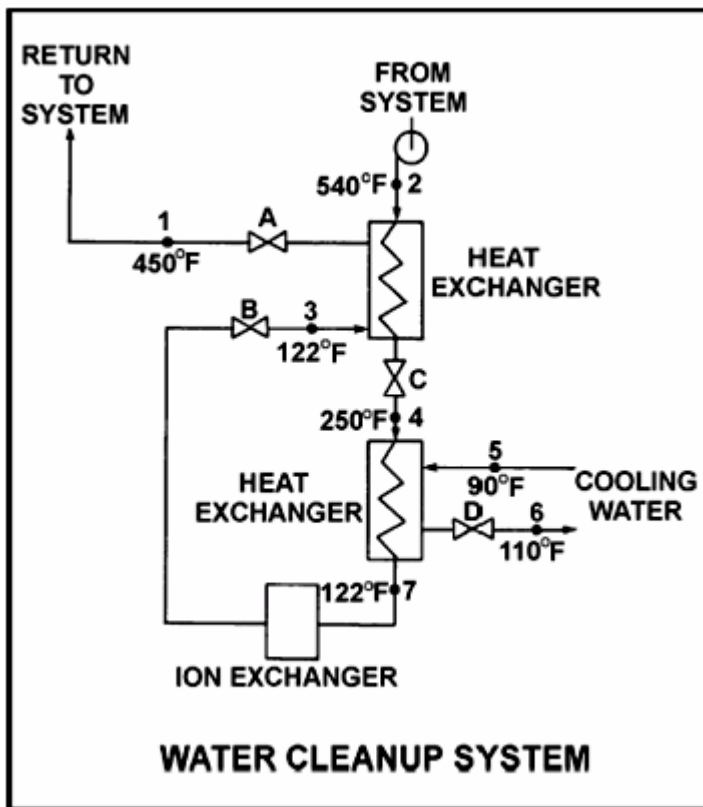 RETURN
TO
SYSTEM
FROM
SYSTEM
540°F 2
1 A
450°F
HEAT
EXCHANGER
B 3
122°F
C
250°F 4
5
90°F
COOLING
WATER
HEAT
EXCHANGER
D 6
110°F
122°F 7
ION EXCHANGER
WATER CLEANUP SYSTEM